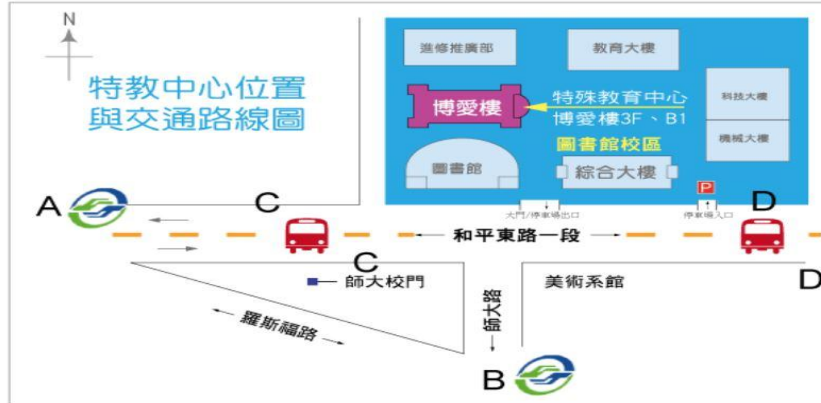 N
特教中心位置
與交通路線圖
進修推廣部
教育大樓
博愛樓
特殊教育中心
博愛樓3F、B1
科技大樓
機械大樓
圖書館校區
圖書館
綜合大樓
P
大門/停車場出口
停車場入口
A
C
D
和平東路一段
C
D
師大校門
美術系館
羅斯福路
師大路
B